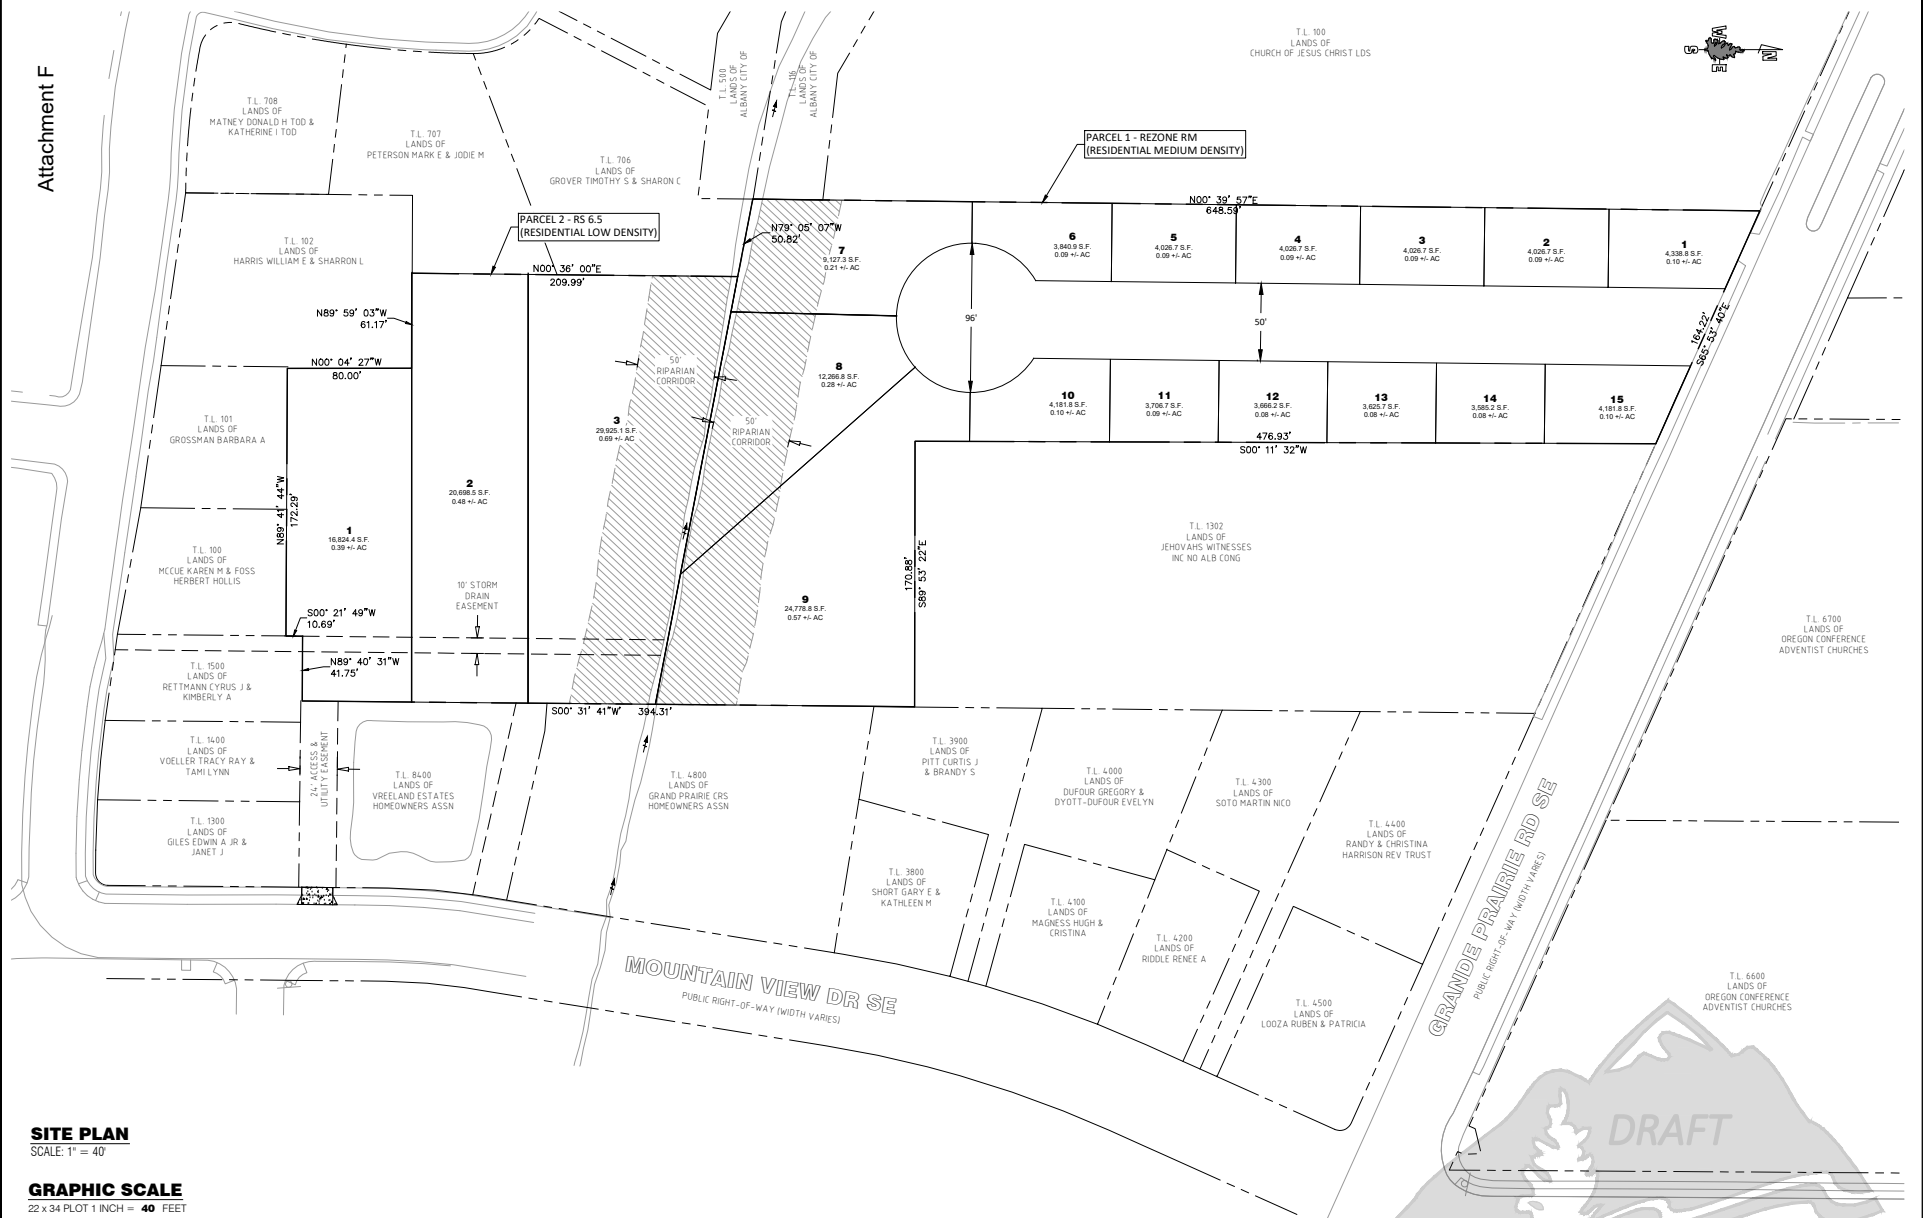 Attachment F
T.L. 708
LANDS OF
MATNEY DONALD H TOD &
KATHERINE I TOD
T.L. 707
LANDS OF
PETERSON MARK E & JODIE M
T.L. 706
LANDS OF
GROVER TIMOTHY S & SHARON C
T.L. 500
LANDS OF
ALBANY CITY OF
T.L. 116
LANDS OF
ALBANY CITY OF
T.L. 100
LANDS OF
CHURCH OF JESUS CHRIST LDS
S
W
E
N
PARCEL 1 - REZONE RM
(RESIDENTIAL MEDIUM DENSITY)
PARCEL 2 - RS 6.5
(RESIDENTIAL LOW DENSITY)
T.L. 102
LANDS OF
HARRIS WILLIAM E & SHARRON L
N00° 36' 00"E
209.99'
N79° 05' 07"W
50.82'
N00° 39' 57"E
648.59'
7
9,127.3 S.F.
0.21 +/- AC
6
3,840.9 S.F.
0.09 +/- AC
5
4,026.7 S.F.
0.09 +/- AC
4
4,026.7 S.F.
0.09 +/- AC
3
4,026.7 S.F.
0.09 +/- AC
2
4,026.7 S.F.
0.09 +/- AC
1
4,338.8 S.F.
0.10 +/- AC
N89° 59' 03"W
61.17'
N00° 04' 27"W
80.00'
96'
50'
164.22'
S65° 53' 40"E
50'
RIPARIAN
CORRIDOR
50'
RIPARIAN
CORRIDOR
8
12,266.8 S.F.
0.28 +/- AC
10
4,181.8 S.F.
0.10 +/- AC
11
3,706.7 S.F.
0.09 +/- AC
12
3,666.2 S.F.
0.08 +/- AC
13
3,625.7 S.F.
0.08 +/- AC
14
3,585.2 S.F.
0.08 +/- AC
15
4,181.8 S.F.
0.10 +/- AC
476.93'
S00° 11' 32"W
T.L. 101
LANDS OF
GROSSMAN BARBARA A
3
29,925.1 S.F.
0.69 +/- AC
2
20,698.5 S.F.
0.48 +/- AC
1
16,824.4 S.F.
0.39 +/- AC
N89° 41' 44"W
172.29'
T.L. 100
LANDS OF
MCCUE KAREN M & FOSS
HERBERT HOLLIS
10' STORM
DRAIN
EASEMENT
9
24,778.8 S.F.
0.57 +/- AC
170.88'
S89° 53' 22"E
T.L. 1302
LANDS OF
JEHOVAHS WITNESSES
INC NO ALB CONG
S00° 21' 49"W
10.69'
N89° 40' 31"W
41.75'
T.L. 6700
LANDS OF
OREGON CONFERENCE
ADVENTIST CHURCHES
T.L. 1500
LANDS OF
RETTMANN CYRUS J &
KIMBERLY A
S00° 31' 41"W 394.31'
T.L. 1400
LANDS OF
VOELLER TRACY RAY &
TAMI LYNN
24' ACCESS &
UTILITY EASEMENT
T.L. 8400
LANDS OF
VREELAND ESTATES
HOMEOWNERS ASSN
T.L. 4800
LANDS OF
GRAND PRAIRIE CRS
HOMEOWNERS ASSN
T.L. 3900
LANDS OF
PITT CURTIS J
& BRANDY S
T.L. 4000
LANDS OF
DUFOUR GREGORY &
DYOTT-DUFOUR EVELYN
T.L. 4300
LANDS OF
SOTO MARTIN NICO
T.L. 4400
LANDS OF
RANDY & CHRISTINA
HARRISON REV TRUST
T.L. 1300
LANDS OF
GILES EDWIN A JR &
JANET J
T.L. 3800
LANDS OF
SHORT GARY E &
KATHLEEN M
T.L. 4100
LANDS OF
MAGNESS HUGH &
CRISTINA
T.L. 4200
LANDS OF
RIDDLE RENEE A
T.L. 4500
LANDS OF
LOOZA RUBEN & PATRICIA
T.L. 6600
LANDS OF
OREGON CONFERENCE
ADVENTIST CHURCHES
MOUNTAIN VIEW DR SE
PUBLIC RIGHT-OF-WAY (WIDTH VARIES)
GRANDE PRAIRIE RD SE
PUBLIC RIGHT-OF-WAY (WIDTH VARIES)
DRAFT
SITE PLAN
SCALE: 1" = 40'
GRAPHIC SCALE
22 x 34 PLOT 1 INCH = 40 FEET